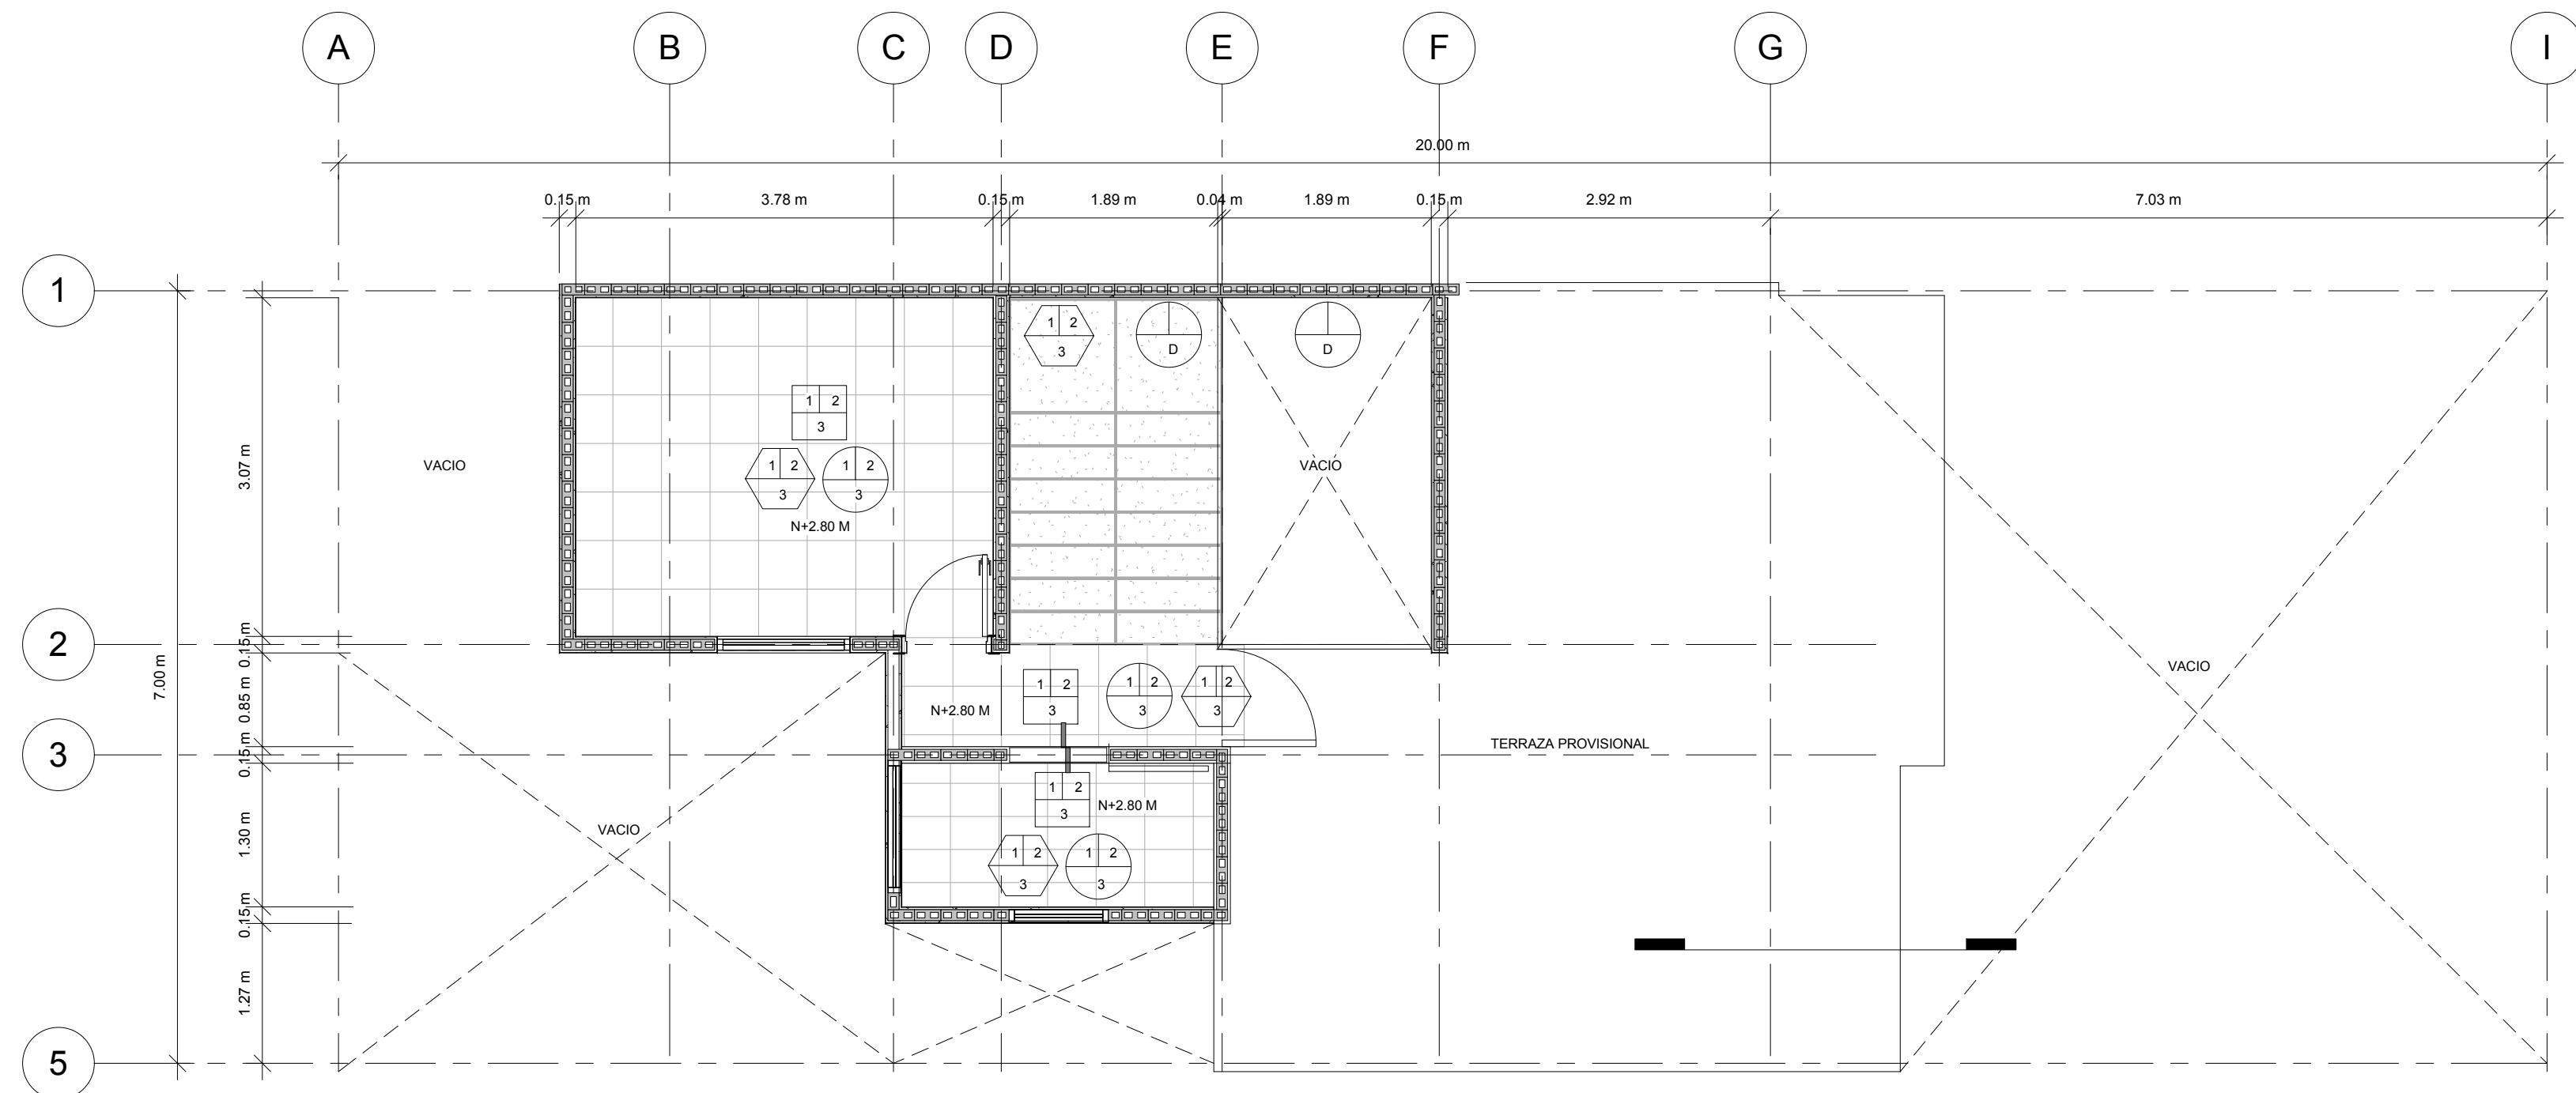 A B C D E F G I
20.00 m
0.15 m 3.78 m 0.15 m 1.89 m 0.04 m 1.89 m 0.15 m 2.92 m 7.03 m
1
1 2
3
D
D
1 2
3
3.07 m
VACIO
1 2
3
1 2
3
VACIO
N+2.80 M
2
0.15 m
7.00 m
0.85 m
N+2.80 M
1 2
3
1 2
3
1 2
3
VACIO
3
0.15 m
TERRAZA PROVISIONAL
1 2
3
N+2.80 M
1.30 m
VACIO
1 2
3
1 2
3
0.15 m
1.27 m
5